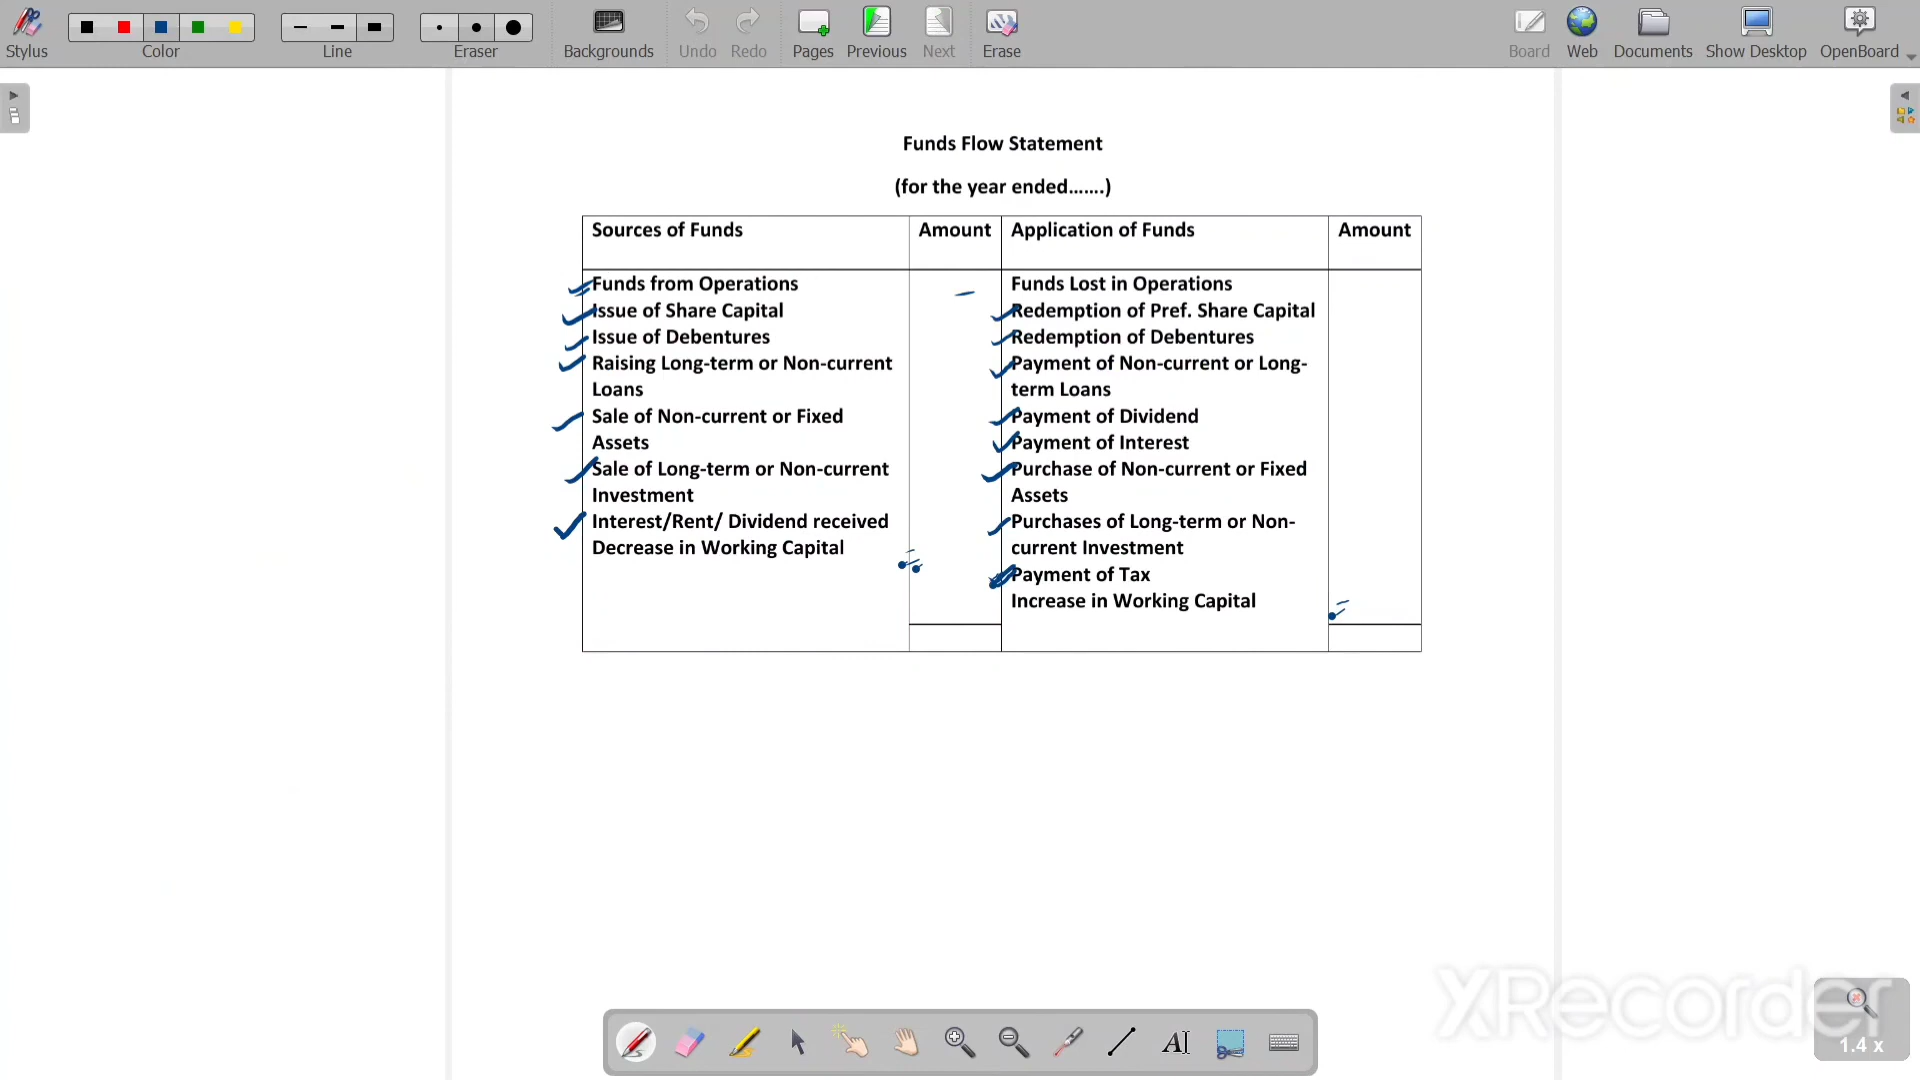 Stylus
Color
Line
Eraser
Backgrounds
Undo
Redo
Pages
Previous
Next
Erase
Board
Web
Documents
Show Desktop
OpenBoard
Funds Flow Statement
(for the year ended.......)
Sources of Funds
Amount
Application of Funds
Amount
Funds from Operations
Issue of Share Capital
Issue of Debentures
Raising Long-term or Non-current
Loans
Sale of Non-current or Fixed
Assets
Sale of Long-term or Non-current
Investment
Interest/Rent/ Dividend received
Decrease in Working Capital
Funds Lost in Operations
Redemption of Pref. Share Capital
Redemption of Debentures
Payment of Non-current or Long-
term Loans
Payment of Dividend
Payment of Interest
Purchase of Non-current or Fixed
Assets
Purchases of Long-term or Non-
current Investment
Payment of Tax
Increase in Working Capital
XRecorder
1.4 x
AI